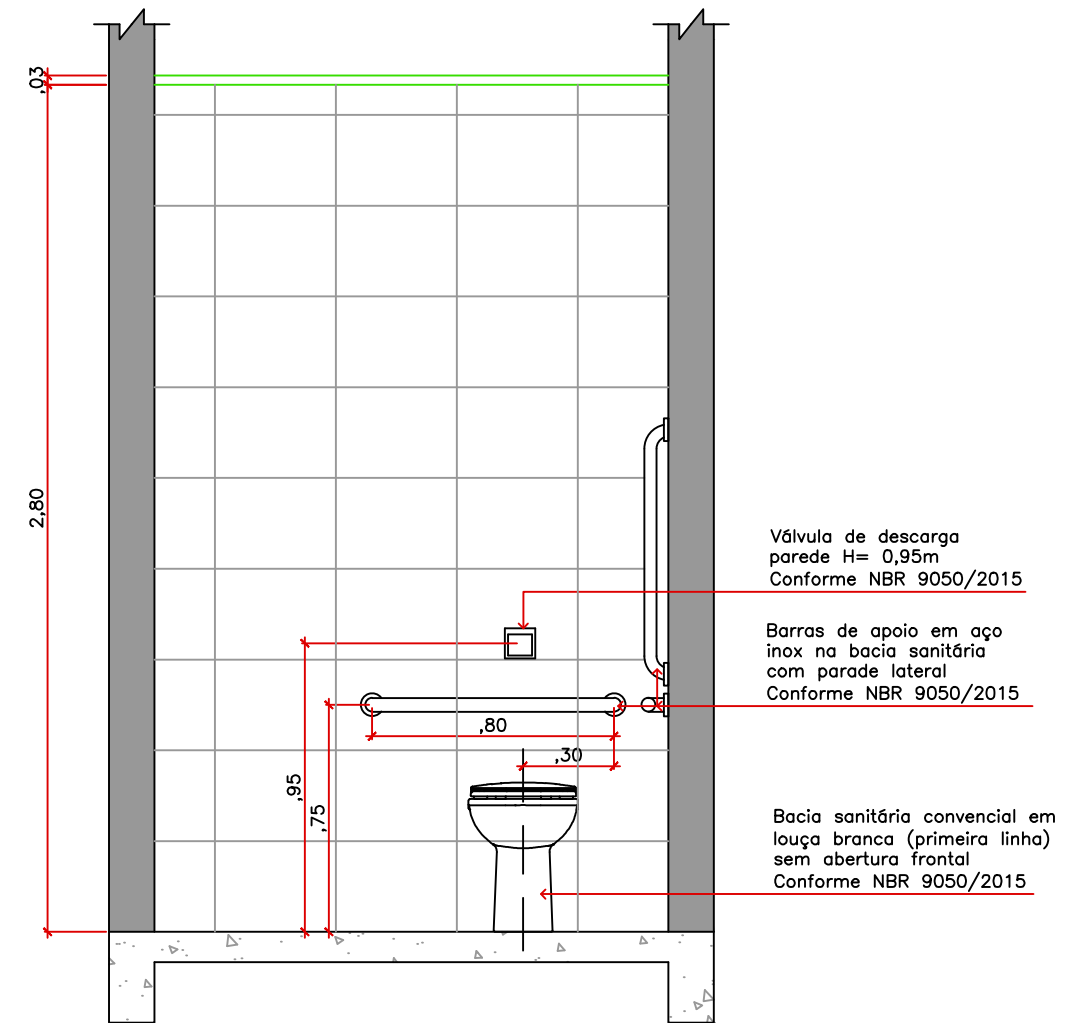 ,03
2,80
Válvula de descarga
parede H= 0,95m
Conforme NBR 9050/2015
Barras de apoio em aço
inox na bacia sanitária
com parade lateral
Conforme NBR 9050/2015
,80
,30
,95
,75
Bacia sanitária convencial em
louça branca (primeira linha)
sem abertura frontal
Conforme NBR 9050/2015